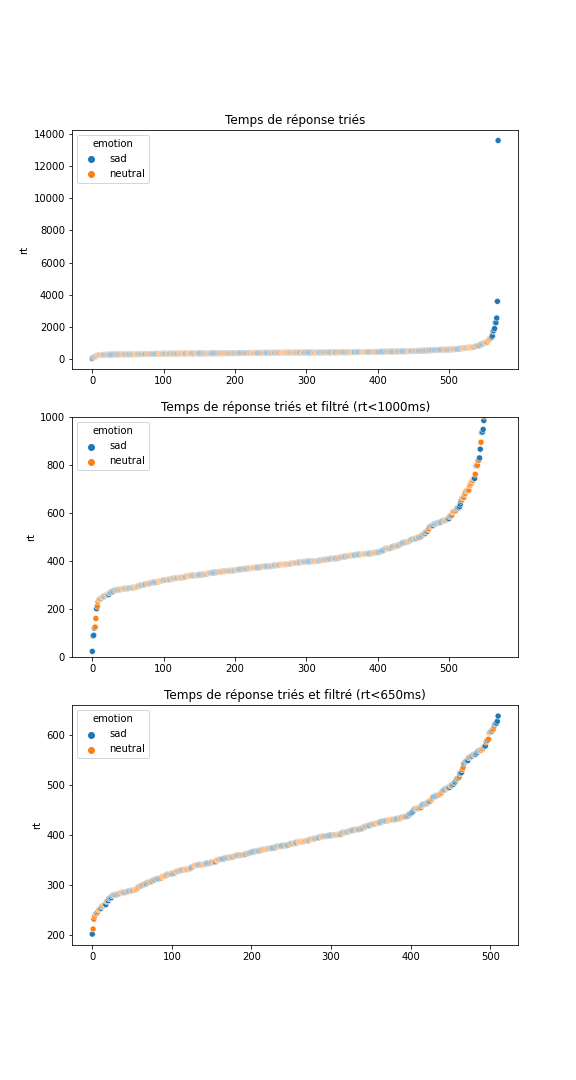 Temps de réponse triés
emotion
sad
neutral
14000
12000
10000
8000
6000
4000
2000
0
rt
0 100 200 300 400 500
Temps de réponse triés et filtré (rt<1000ms)
emotion
sad
neutral
1000
800
600
400
200
0
rt
0 100 200 300 400 500
Temps de réponse triés et filtré (rt<650ms)
emotion
sad
neutral
600
500
400
300
200
rt
0 100 200 300 400 500